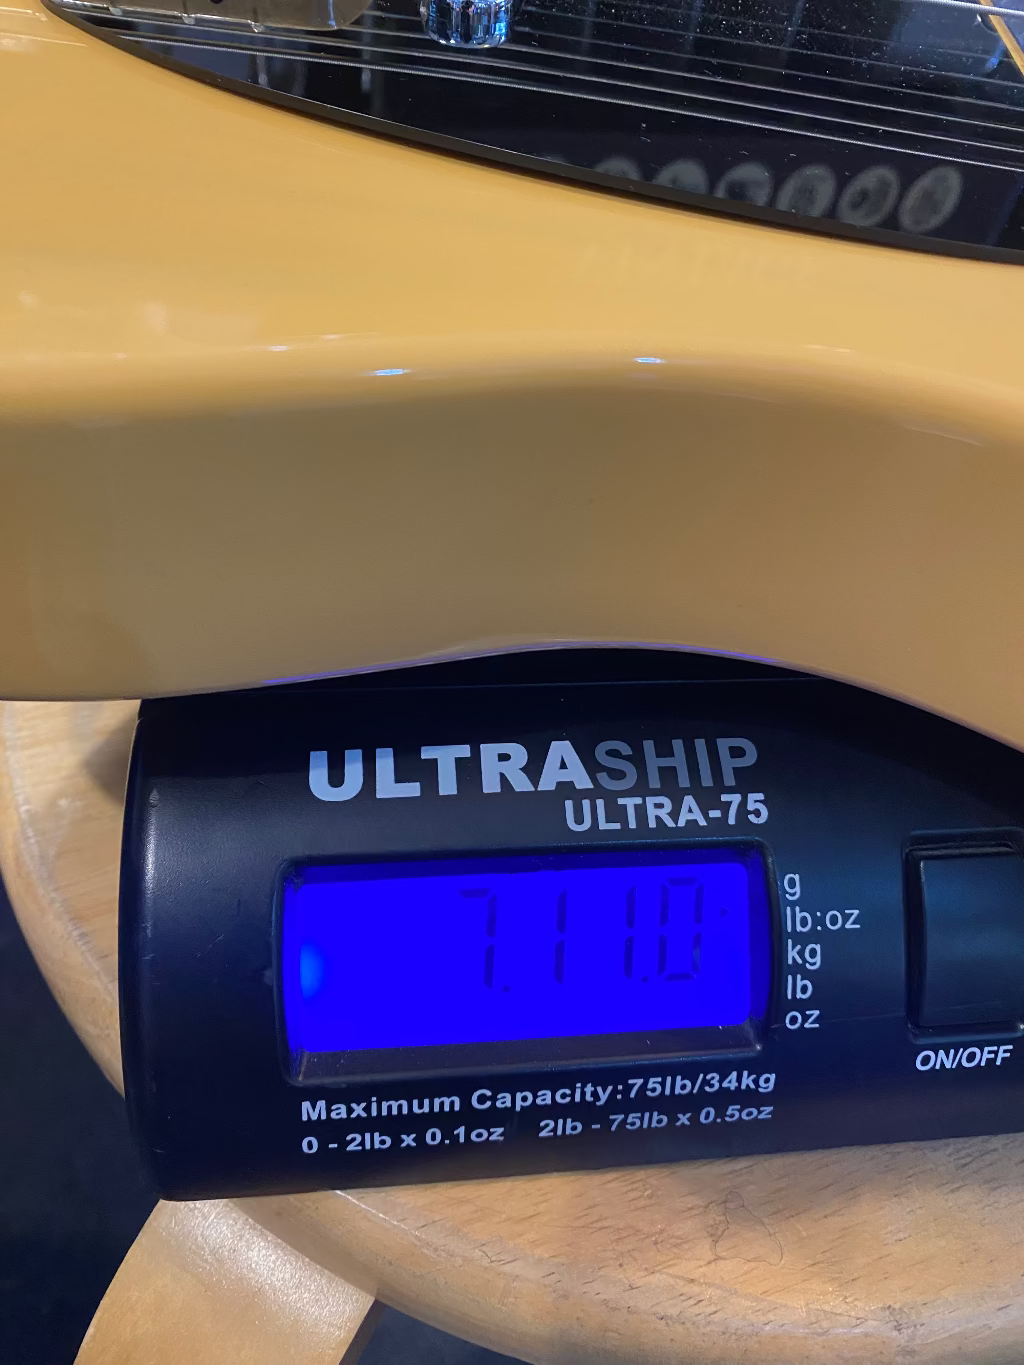 ULTRASHIP
ULTRA-75
7.11.0
g
lb:oz
kg
lb
oz
ON/OFF
Maximum Capacity:75lb/34kg
0 - 2lb x 0.1oz 2lb - 75lb x 0.5oz